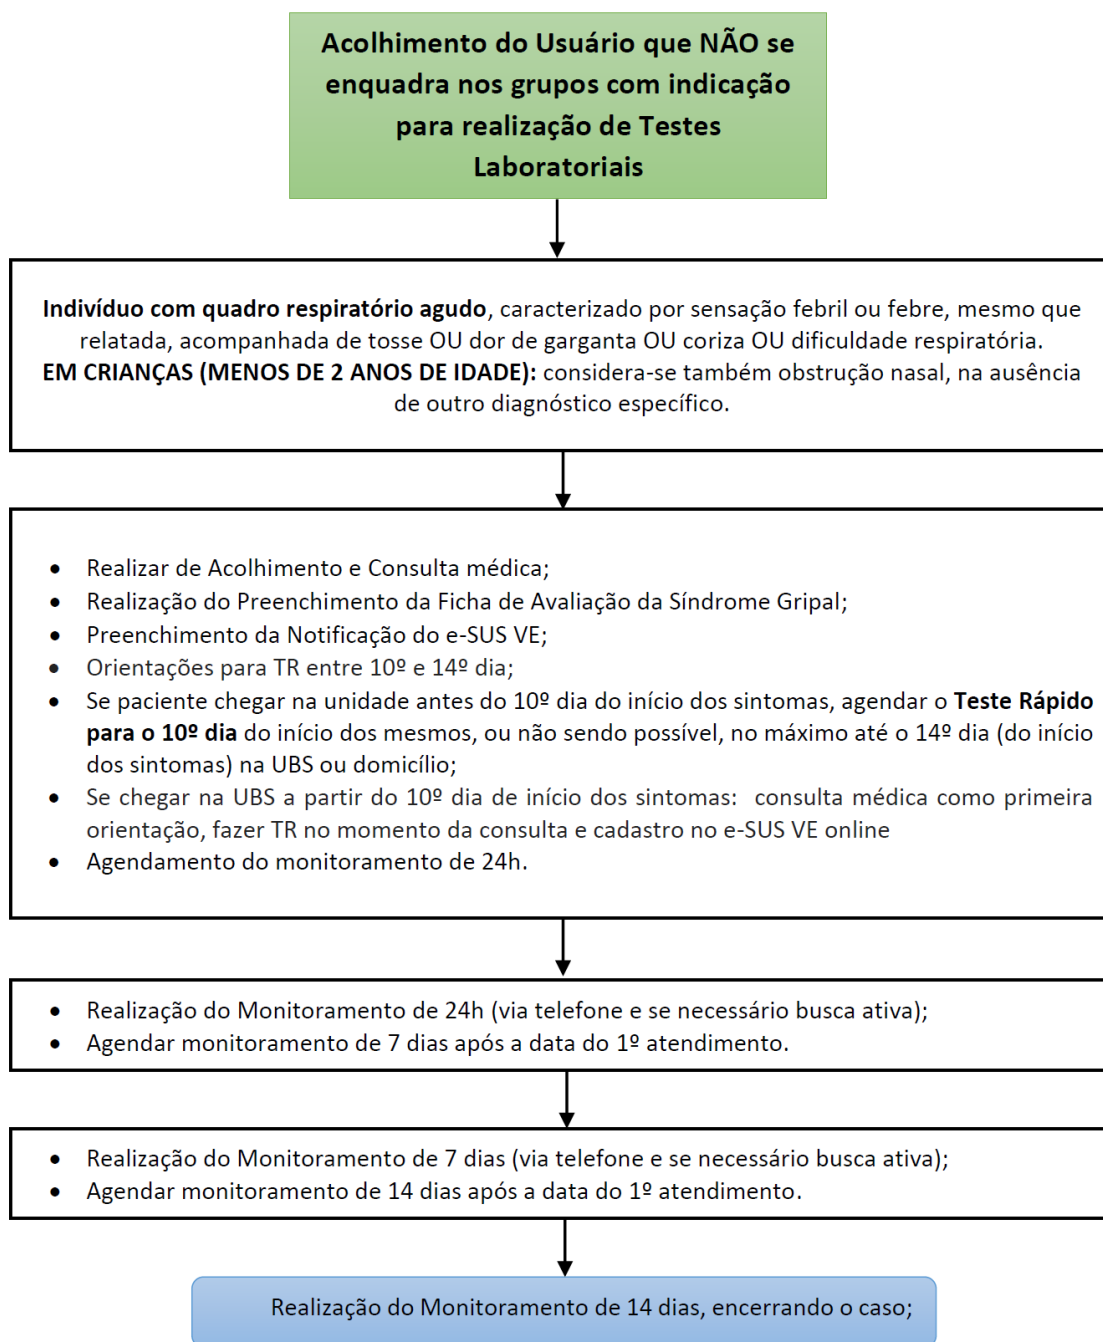 Acolhimento do Usuário que NÃO se
enquadra nos grupos com indicação
para realização de Testes
Laboratoriais
Indivíduo com quadro respiratório agudo, caracterizado por sensação febril ou febre, mesmo que
relatada, acompanhada de tosse OU dor de garganta OU coriza OU dificuldade respiratória.
EM CRIANÇAS (MENOS DE 2 ANOS DE IDADE): considera-se também obstrução nasal, na ausência
de outro diagnóstico específico.
• Realizar de Acolhimento e Consulta médica;
• Realização do Preenchimento da Ficha de Avaliação da Síndrome Gripal;
• Preenchimento da Notificação do e-SUS VE;
• Orientações para TR entre 10º e 14º dia;
• Se paciente chegar na unidade antes do 10º dia do início dos sintomas, agendar o Teste Rápido
para o 10º dia do início dos mesmos, ou não sendo possível, no máximo até o 14º dia (do início
dos sintomas) na UBS ou domicílio;
• Se chegar na UBS a partir do 10º dia de início dos sintomas: consulta médica como primeira
orientação, fazer TR no momento da consulta e cadastro no e-SUS VE online
• Agendamento do monitoramento de 24h.
• Realização do Monitoramento de 24h (via telefone e se necessário busca ativa);
• Agendar monitoramento de 7 dias após a data do 1º atendimento.
• Realização do Monitoramento de 7 dias (via telefone e se necessário busca ativa);
• Agendar monitoramento de 14 dias após a data do 1º atendimento.
Realização do Monitoramento de 14 dias, encerrando o caso;